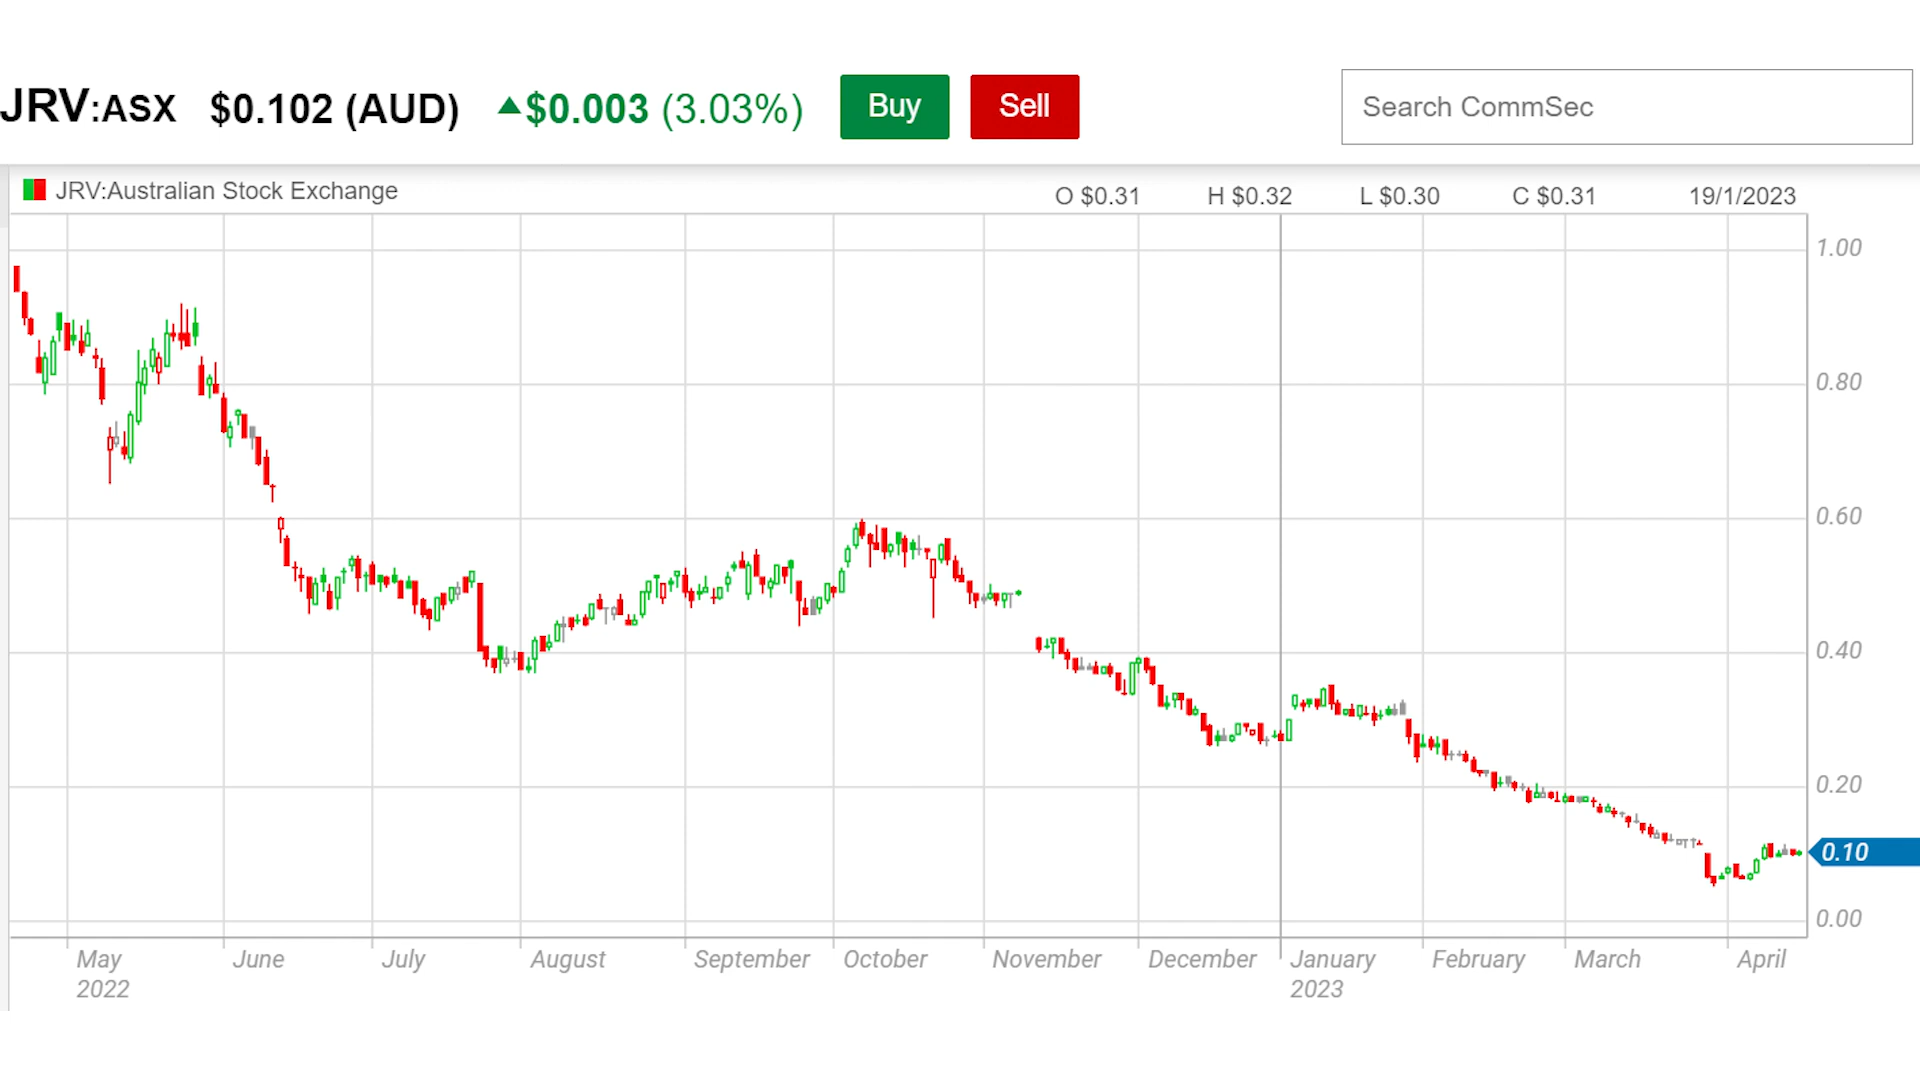 JRV:ASX $0.102 (AUD) ▲$0.003 (3.03%) Buy Sell Search CommSec
JRV:Australian Stock Exchange O $0.31 H $0.32 L $0.30 C $0.31 19/1/2023
1.00
0.80
0.60
0.40
0.20
0.10
0.00
May June July August September October November December January February March April
2022 2023